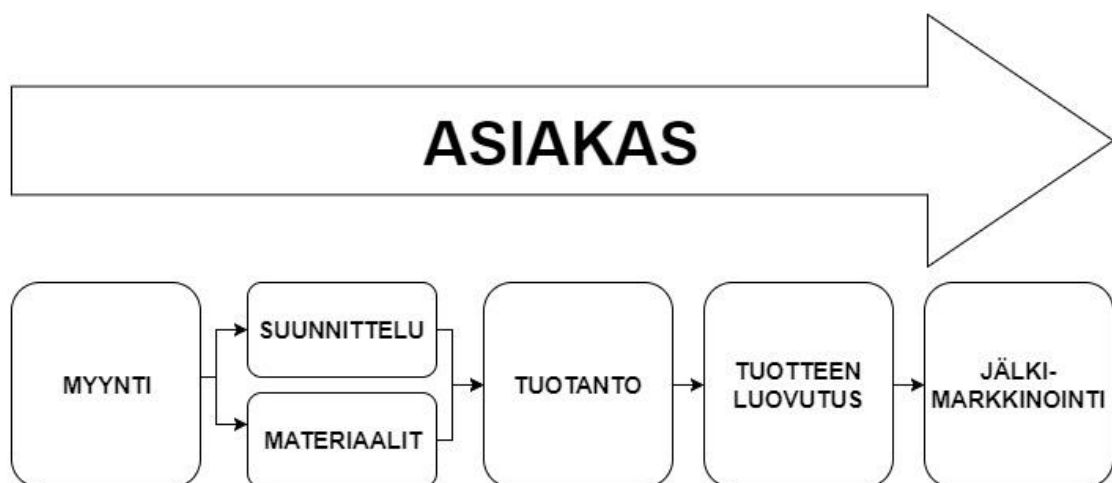 ASIAKAS
MYYNTI
SUUNNITTELU
MATERIAALIT
TUOTANTO
TUOTTEEN
LUOVUTUS
JÄLKI-
MARKKINOINTI